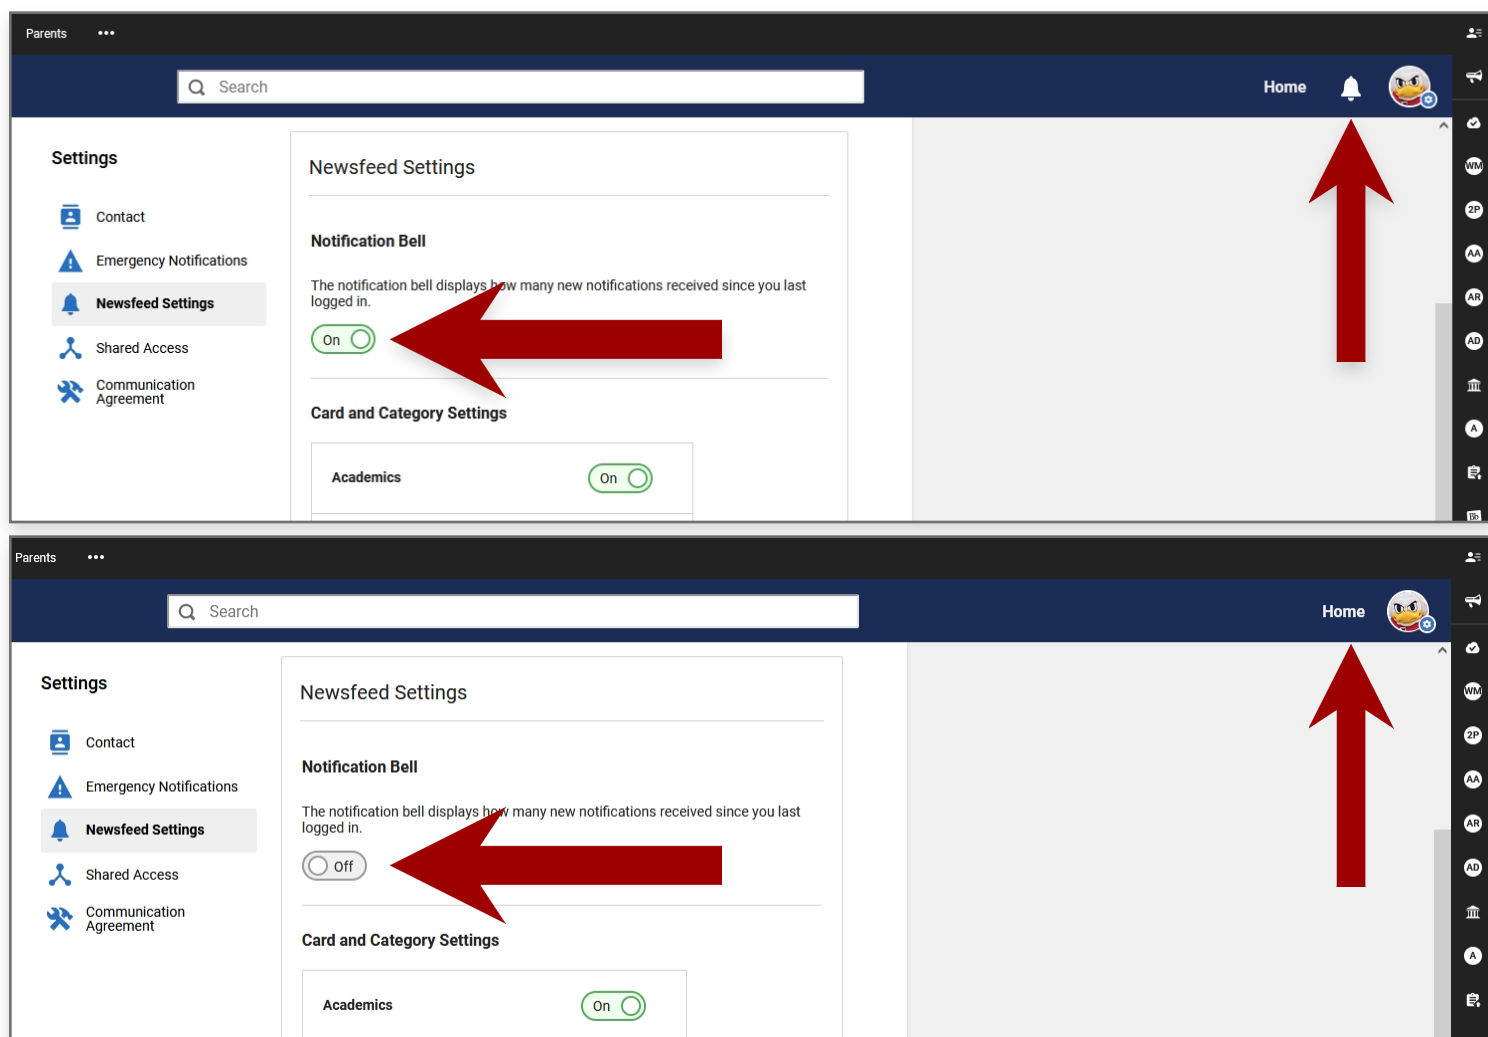 Parents
Search
Home
Settings
Contact
Emergency Notifications
Newsfeed Settings
Shared Access
Communication
Agreement
Newsfeed Settings
Notification Bell
The notification bell displays how many new notifications received since you last
logged in.
On
Card and Category Settings
Academics On
WM
2P
AA
AR
AD
A
Bb
Parents
Search
Home
Settings
Contact
Emergency Notifications
Newsfeed Settings
Shared Access
Communication
Agreement
Newsfeed Settings
Notification Bell
The notification bell displays how many new notifications received since you last
logged in.
Off
Card and Category Settings
Academics On
WM
2P
AA
AR
AD
A